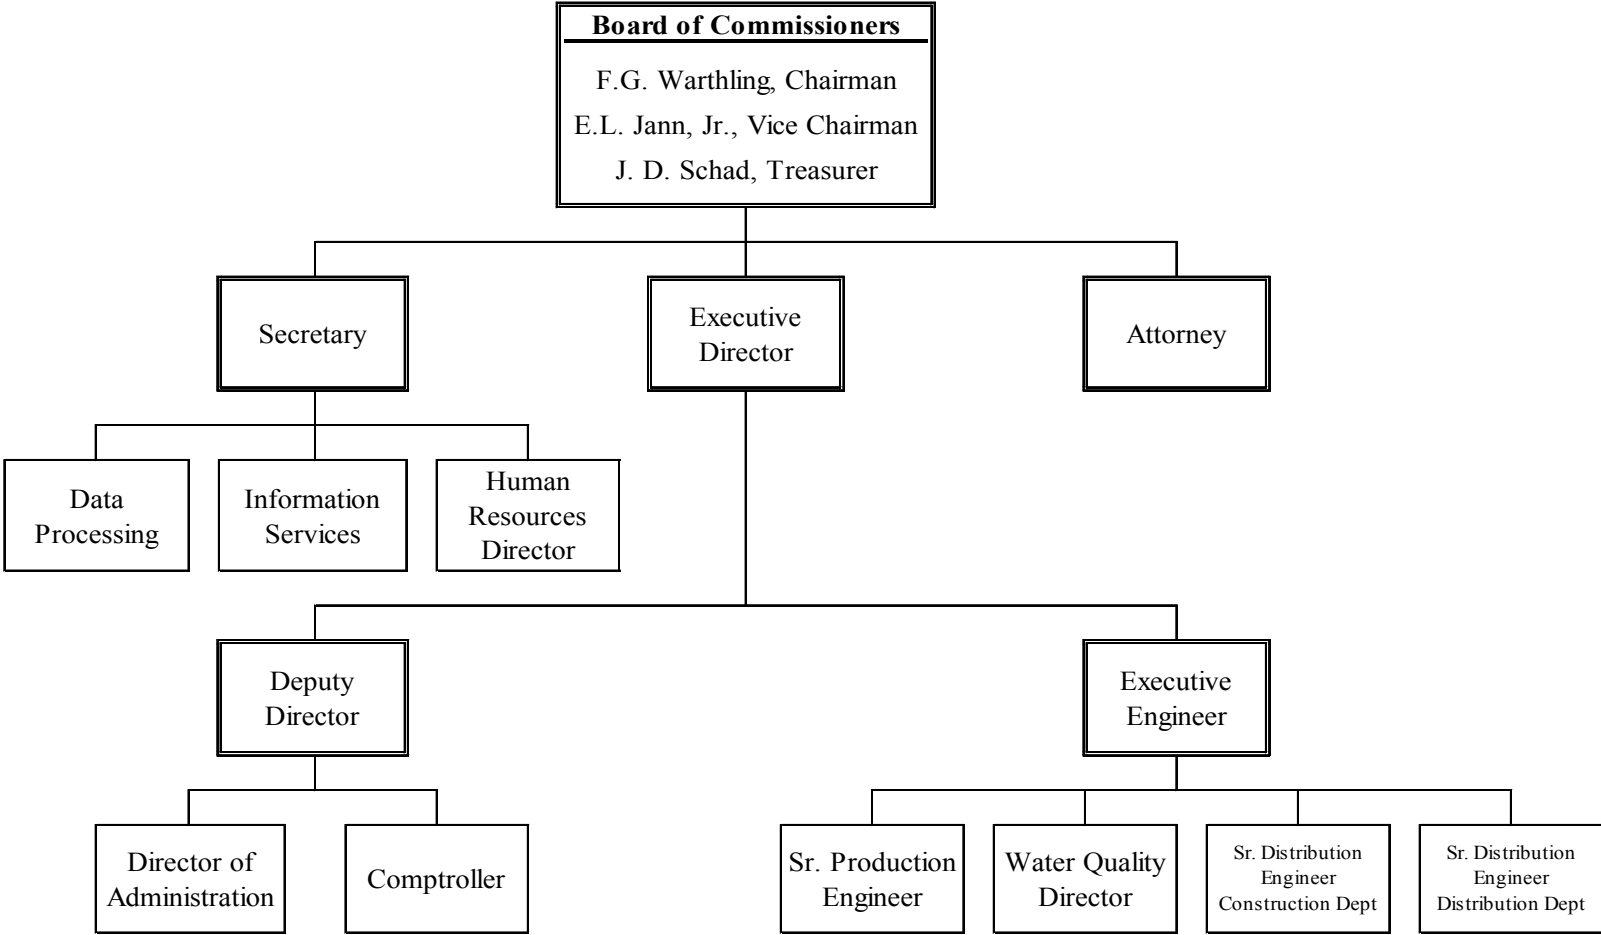 Board of Commissioners
F.G. Warthling, Chairman
E.L. Jann, Jr., Vice Chairman
J. D. Schad, Treasurer
Secretary
Executive
Director
Attorney
Data
Processing
Information
Services
Human
Resources
Director
Deputy
Director
Executive
Engineer
Director of
Administration
Comptroller
Sr. Production
Engineer
Water Quality
Director
Sr. Distribution
Engineer
Construction Dept
Sr. Distribution
Engineer
Distribution Dept